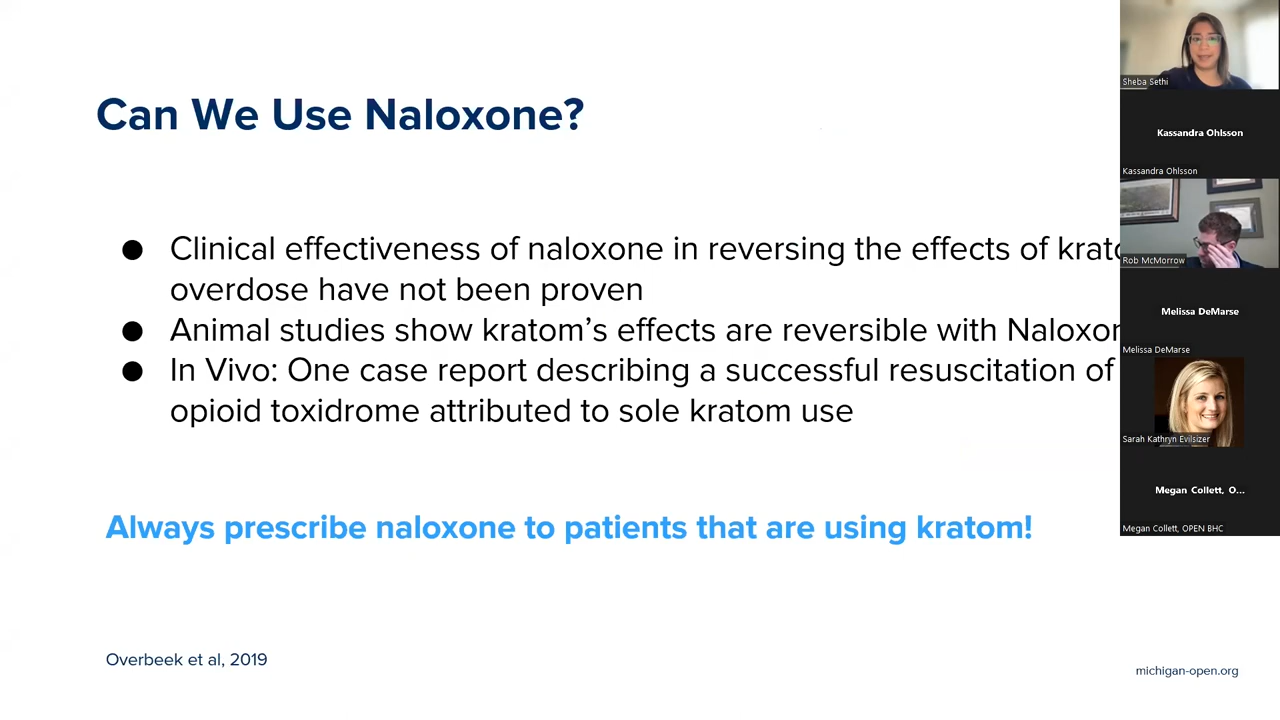 Can We Use Naloxone?
● Clinical effectiveness of naloxone in reversing the effects of krato
overdose have not been proven
● Animal studies show kratom’s effects are reversible with Naloxon
● In Vivo: One case report describing a successful resuscitation of
opioid toxidrome attributed to sole kratom use
Always prescribe naloxone to patients that are using kratom!
Overbeek et al, 2019
michigan-open.org
Sheba Sethi
Kassandra Ohlsson
Kassandra Ohlsson
Rob McMorrow
Melissa DeMarse
Melissa DeMarse
Sarah Kathryn Evilsizer
Megan Collett, O...
Megan Collett, OPEN BHC